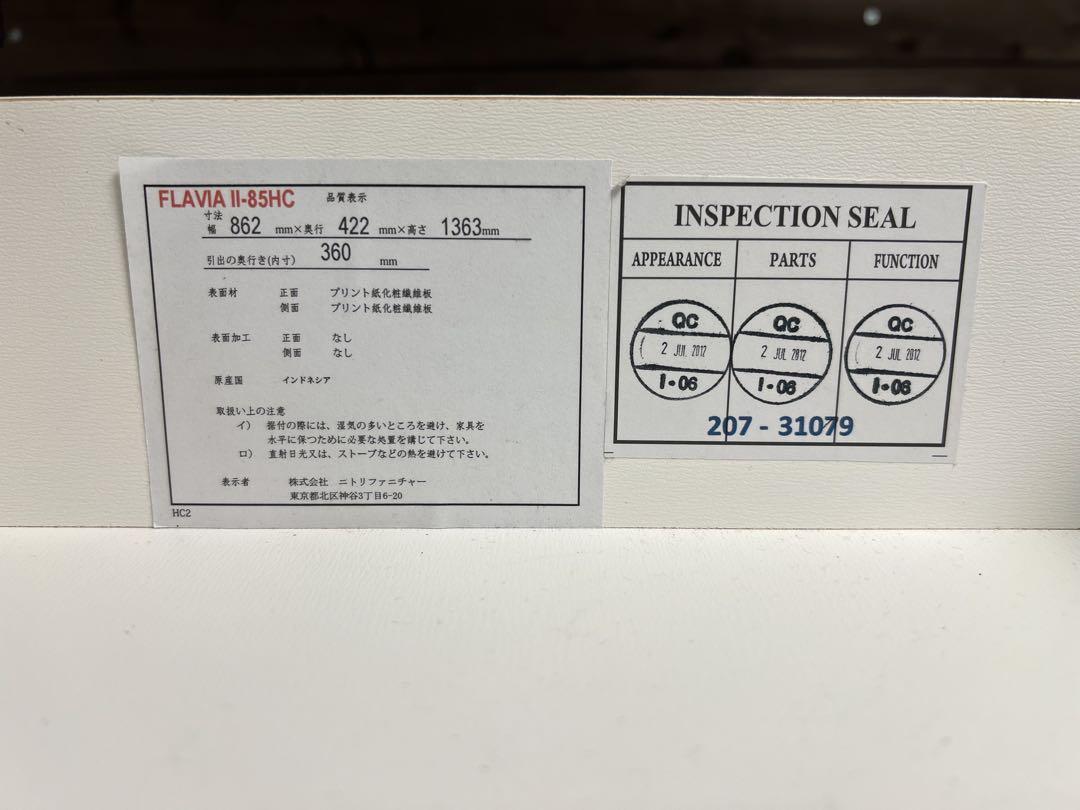 FLAVIA II-85HC 品質表示
寸法
幅 862 mm×奥行 422 mm×高さ 1363mm
引出の奥行き(内寸) 360 mm
表面材 正面 プリント紙化粧繊維板
側面 プリント紙化粧繊維板
表面加工 正面 なし
側面 なし
原産国 インドネシア
取扱い上の注意
イ) 据付の際には、湿気の多いところを避け、家具を
水平に保つために必要な処置を講じて下さい。
ロ) 直射日光又は、ストーブなどの熱を避けて下さい。
表示者 株式会社 ニトリファニチャー
東京都北区神谷3丁目6-20
HC2
INSPECTION SEAL
APPEARANCE PARTS FUNCTION
QC QC QC
2 JUL 2012 2 JUL 2012 2 JUL 2012
1-06 1-06 1-06
207 - 31079